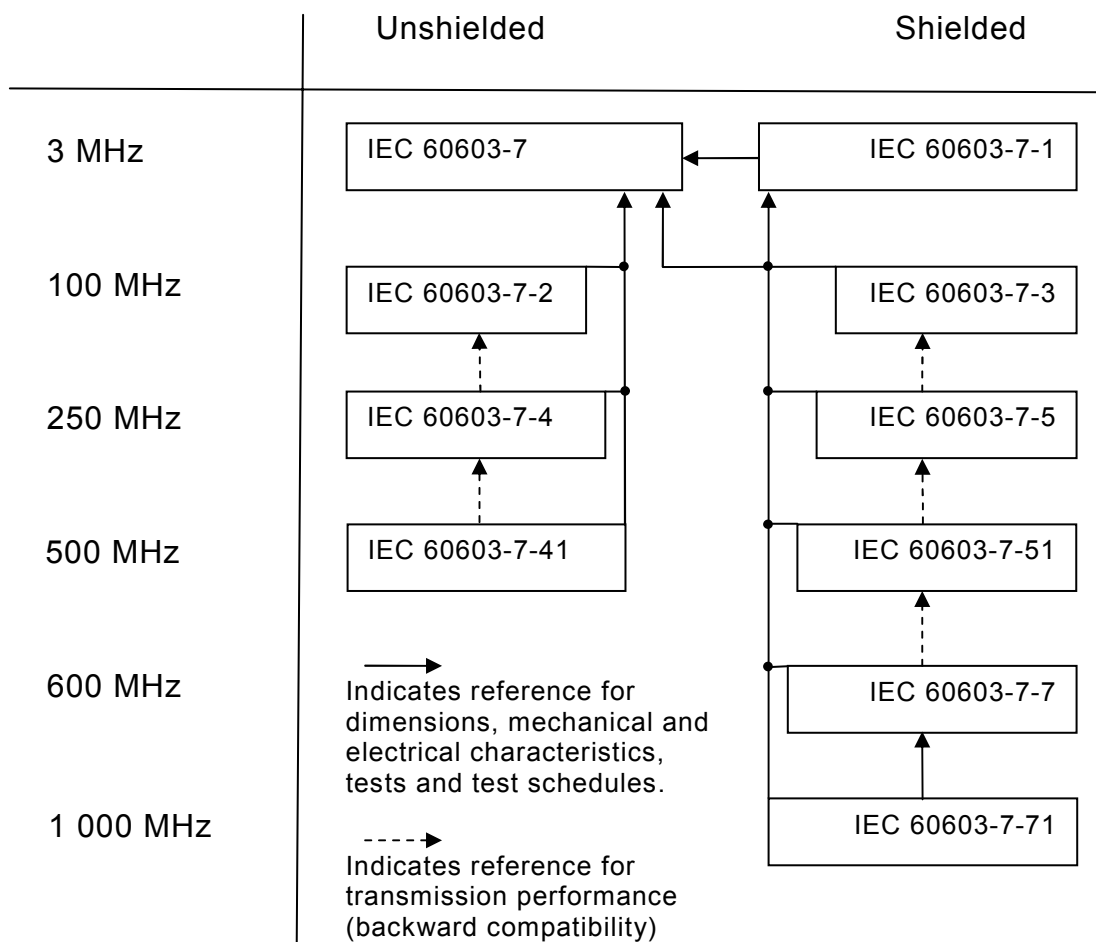 Unshielded Shielded
3 MHz IEC 60603-7 IEC 60603-7-1
100 MHz IEC 60603-7-2 IEC 60603-7-3
250 MHz IEC 60603-7-4 IEC 60603-7-5
500 MHz IEC 60603-7-41 IEC 60603-7-51
600 MHz IEC 60603-7-7
1 000 MHz IEC 60603-7-71
Indicates reference for
dimensions, mechanical and
electrical characteristics,
tests and test schedules.
Indicates reference for
transmission performance
(backward compatibility)